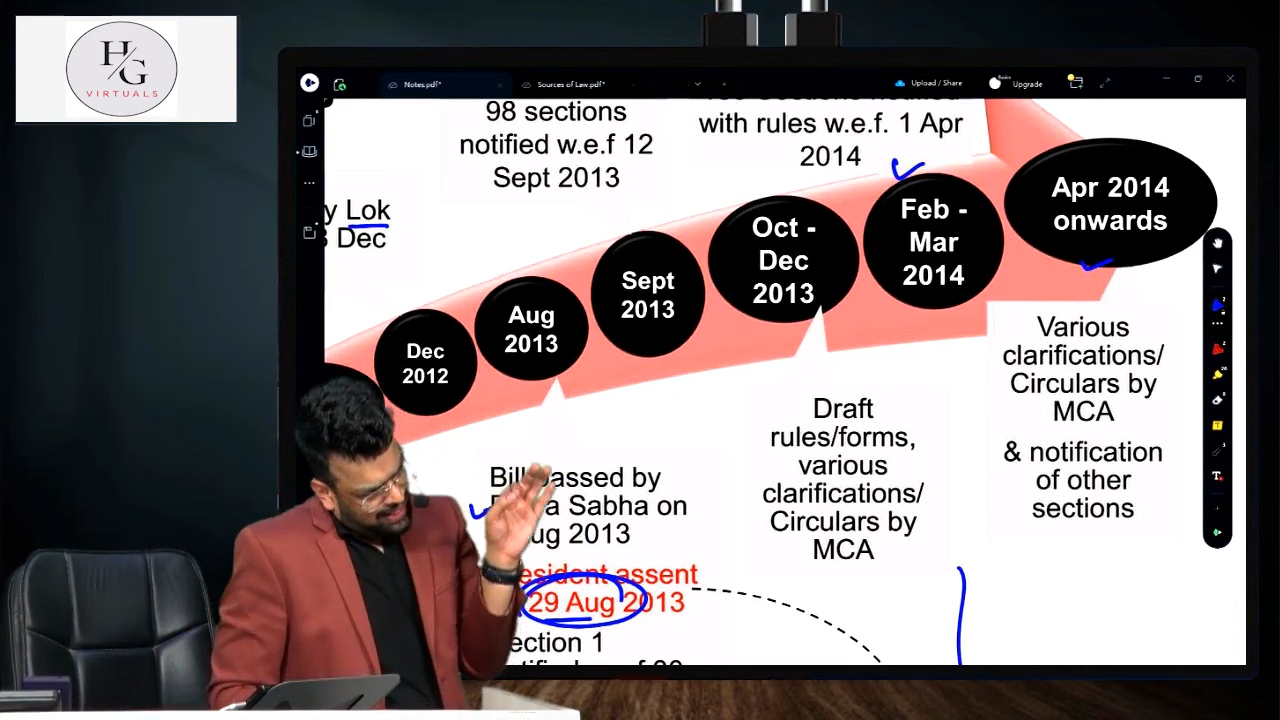 H/G
VIRTUALS
Notes.pdf*
Sources of Law.pdf*
Upload / Share
Upgrade
98 sections
notified w.e.f 12
Sept 2013
with rules w.e.f. 1 Apr
2014
y Lok
Dec
Dec
2012
Aug
2013
Sept
2013
Oct -
Dec
2013
Feb -
Mar
2014
Apr 2014
onwards
Bill passed by
Sabha on
ug 2013
esident assent
29 Aug 2013
ection 1
Draft
rules/forms,
various
clarifications/
Circulars by
MCA
Various
clarifications/
Circulars by
MCA
& notification
of other
sections